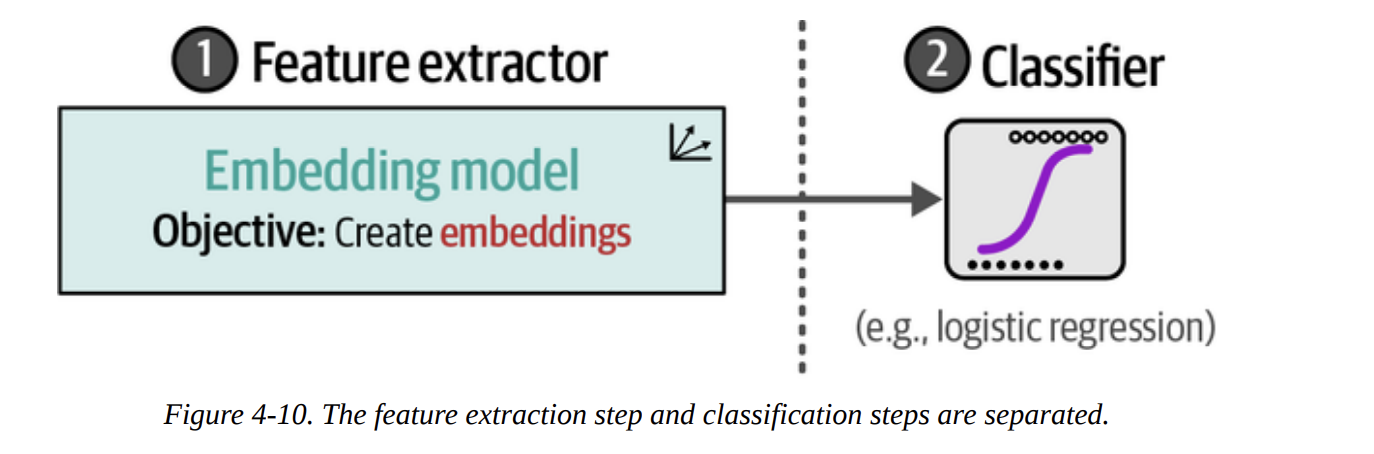 1 Feature extractor
2 Classifier
Embedding model
Objective: Create embeddings
(e.g., logistic regression)
Figure 4-10. The feature extraction step and classification steps are separated.